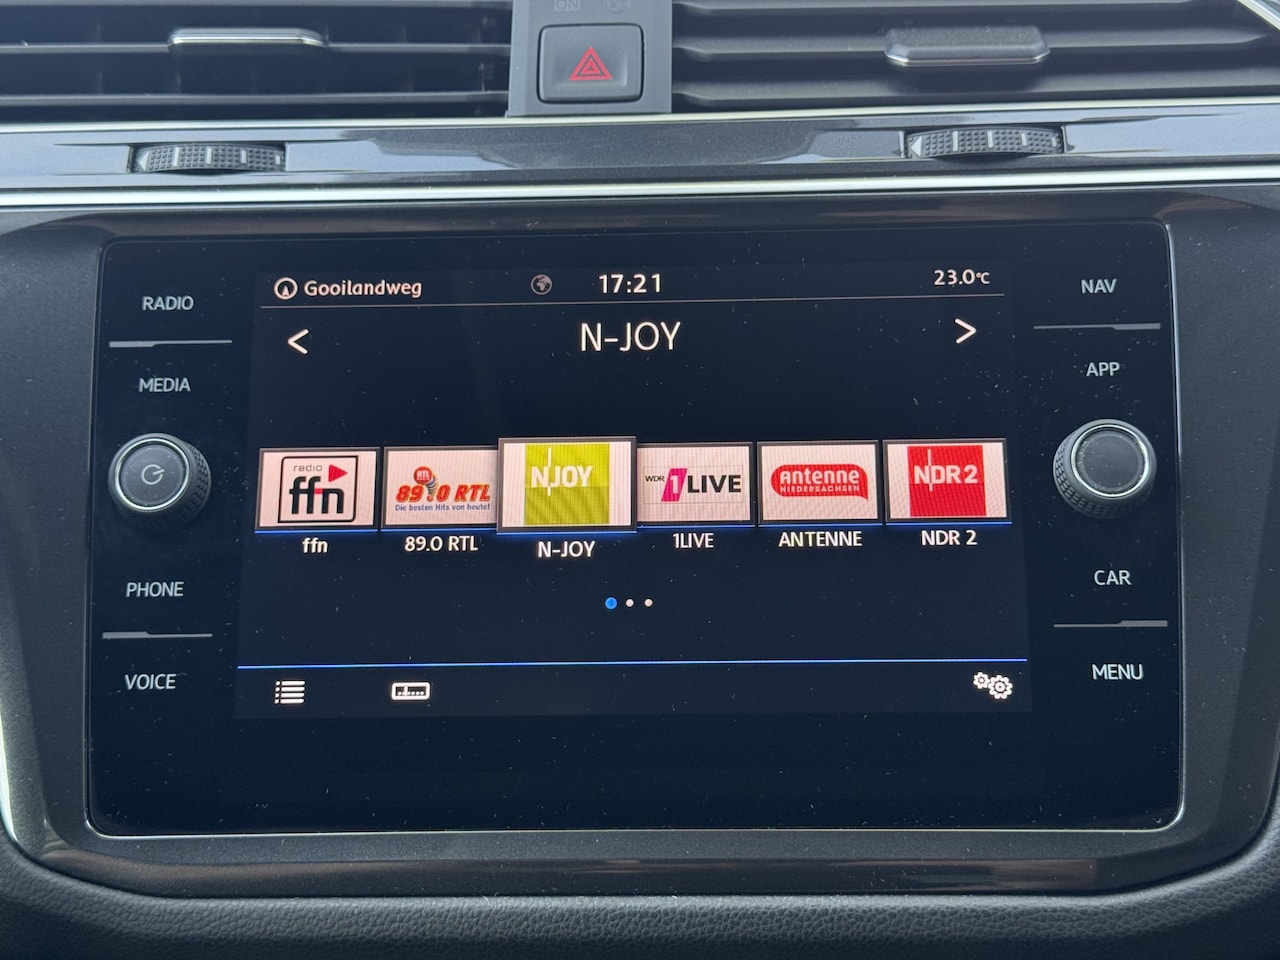 ON
RADIO
MEDIA
PHONE
VOICE
Gooilandweg
17:21
23.0°C
<
N-JOY
>
radio
ffn
RTL
89.0 RTL
Die besten Hits von heute!
N-JOY
WDR 1LIVE
Antenne
NIEDERSACHSEN
NDR 2
ffn
89.0 RTL
N-JOY
1LIVE
ANTENNE
NDR 2
NAV
APP
CAR
MENU